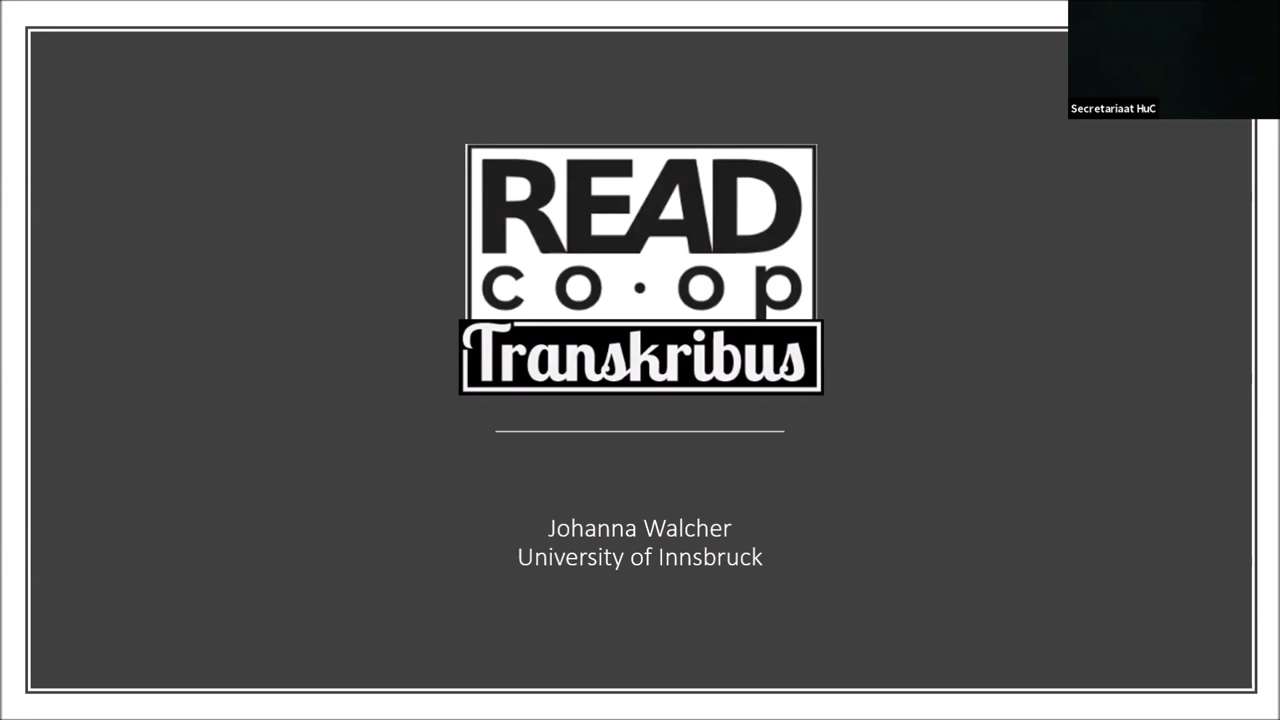 Secretariaat HuC
READ
co·op
Transkribus
Johanna Walcher
University of Innsbruck